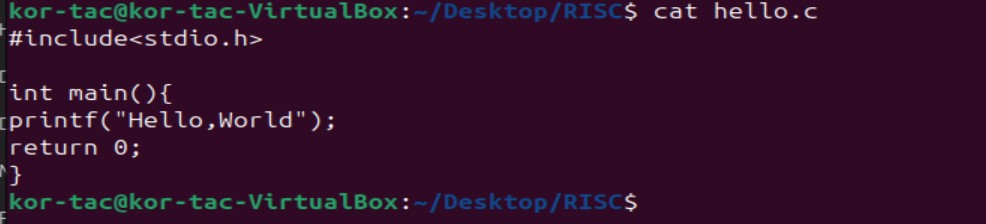 kor-tac@kor-tac-VirtualBox:~/Desktop/RISC$ cat hello.c
#include<stdio.h>

int main(){
printf("Hello,World");
return 0;
}
kor-tac@kor-tac-VirtualBox:~/Desktop/RISC$